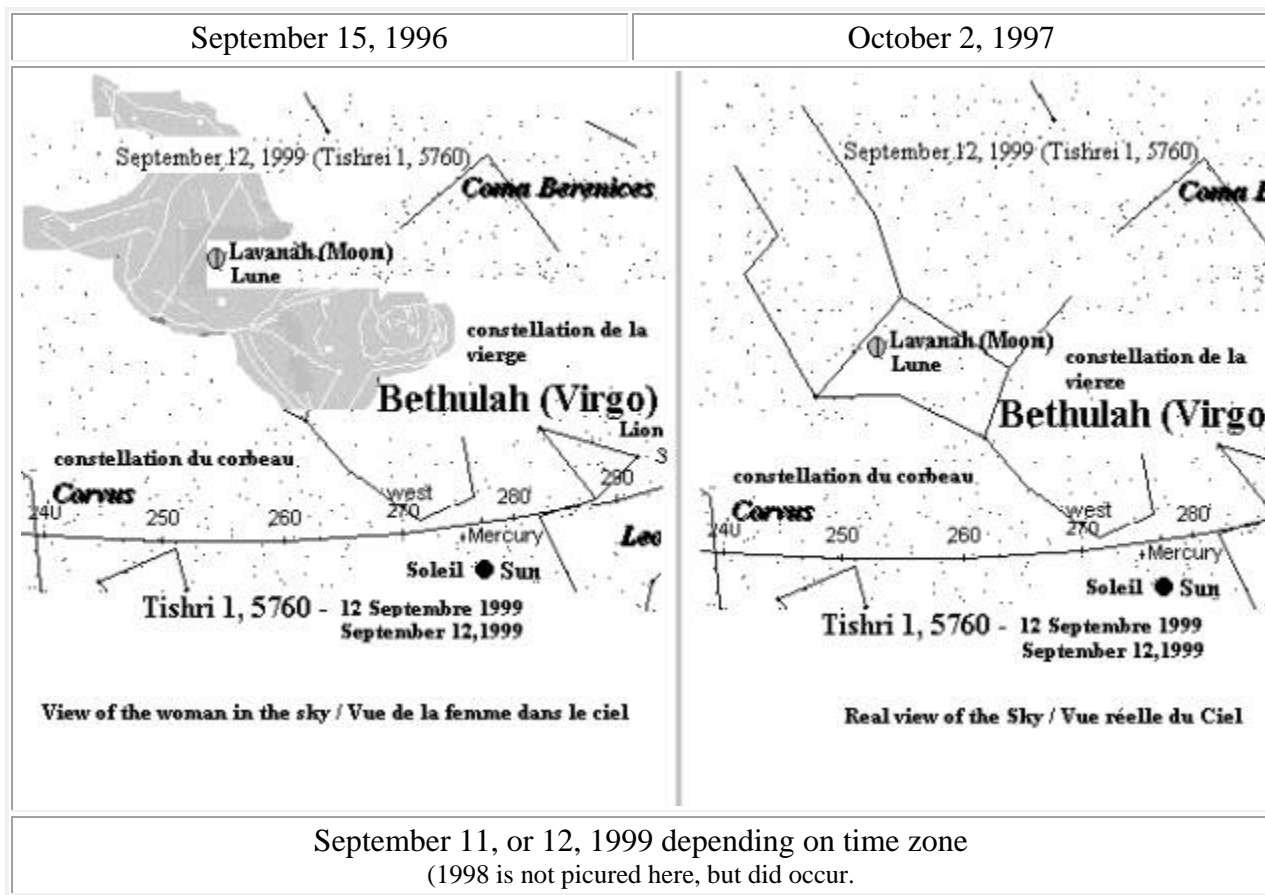 September 15, 1996
October 2, 1997
September 12, 1999 (Tishrei 1, 5760)
Coma Berenices
Lavanah (Moon)
Lune
constellation de la
vierge
Bethulah (Virgo)
Lion
constellation du corbeau
Corvus
240
250
260
west
270
280
290
Mercury
Leo
Soleil Sun
Tishri 1, 5760 - 12 Septembre 1999
September 12,1999
View of the woman in the sky / Vue de la femme dans le ciel
September 12, 1999 (Tishrei 1, 5760)
Coma B
Lavanah (Moon)
Lune
constellation de la
vierge
Bethulah (Virgo
constellation du corbeau
Corvus
240
250
260
west
270
280
Mercury
Soleil Sun
Tishri 1, 5760 - 12 Septembre 1999
September 12,1999
Real view of the Sky / Vue réelle du Ciel
September 11, or 12, 1999 depending on time zone
(1998 is not picured here, but did occur.